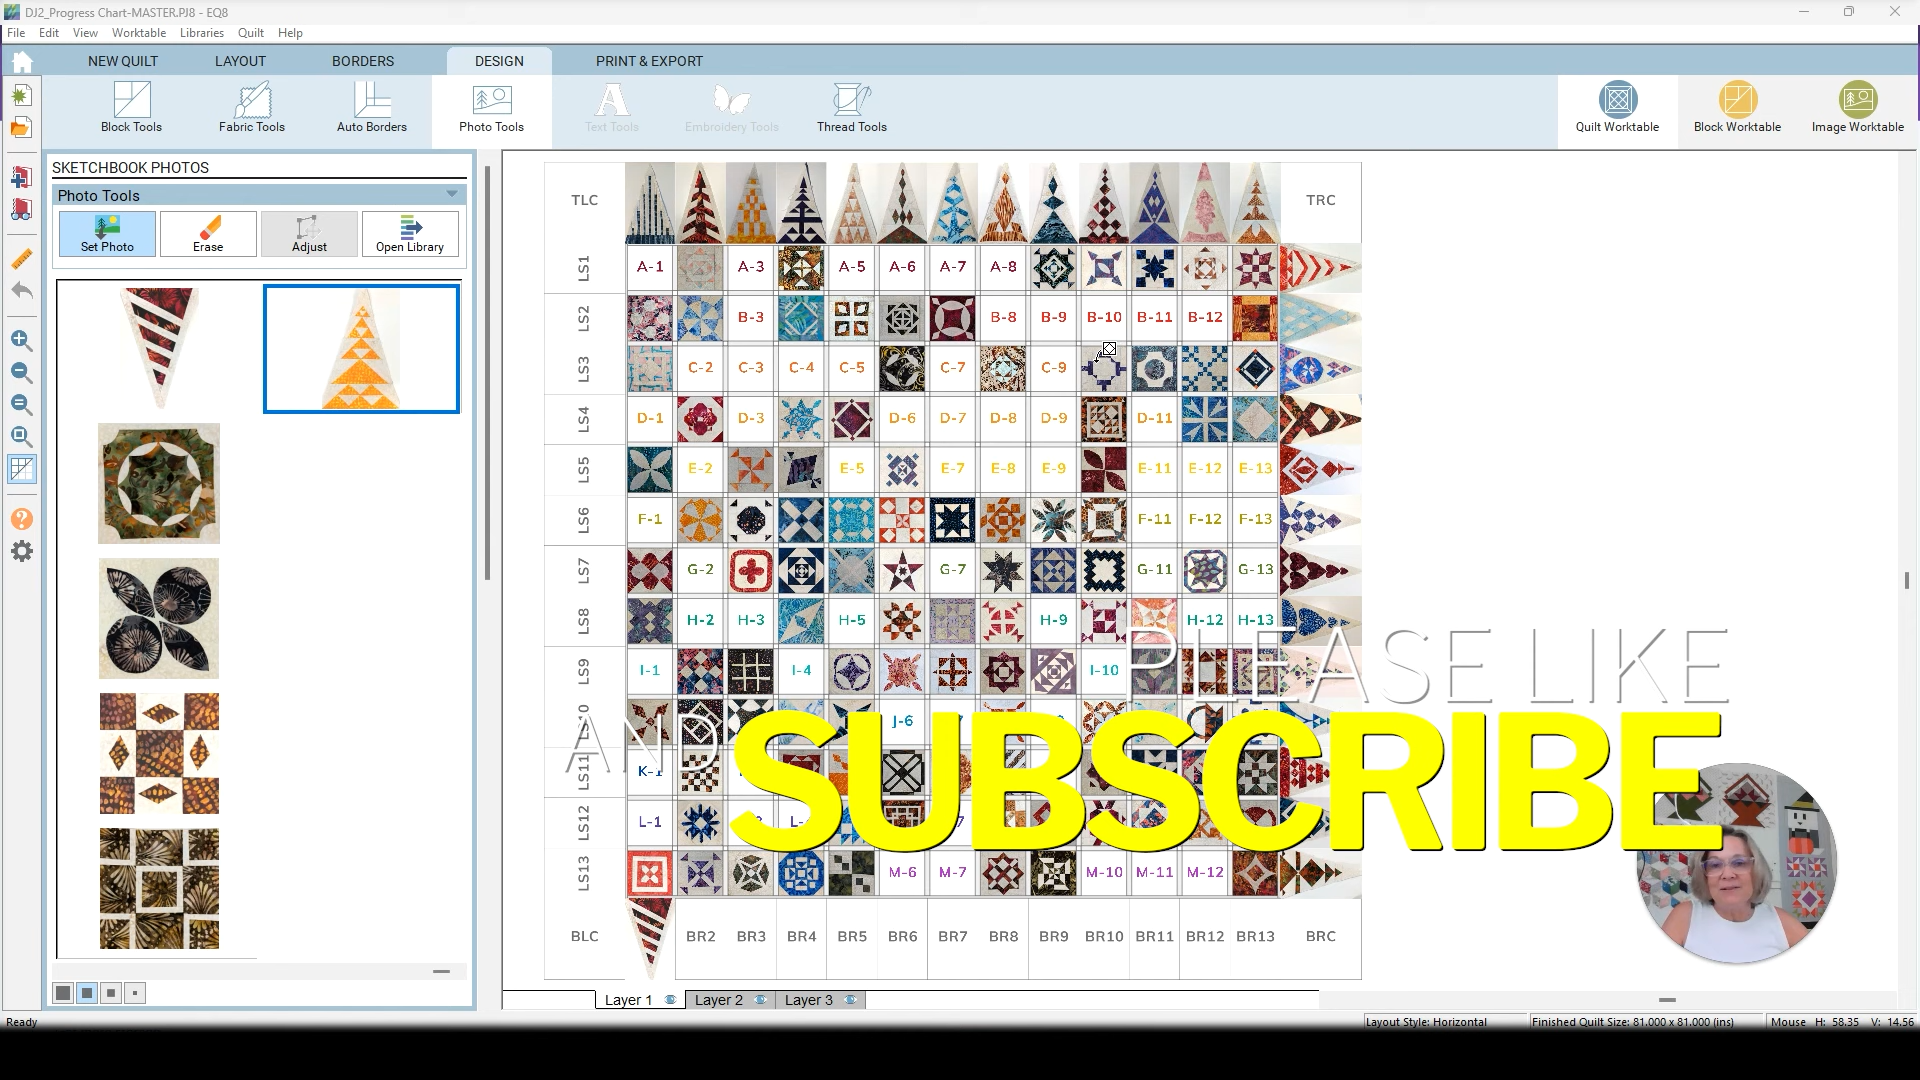 DJ2_Progress Chart-MASTER.PJ8 - EQ8
File Edit View Worktable Libraries Quilt Help
NEW QUILT LAYOUT BORDERS DESIGN PRINT & EXPORT
Block Tools Fabric Tools Auto Borders Photo Tools Text Tools Embroidery Tools Thread Tools Quilt Worktable Block Worktable Image Worktable
SKETCHBOOK PHOTOS
Photo Tools
Set Photo Erase Adjust Open Library
TLC TRC
LS1 A-1 A-3 A-5 A-6 A-7 A-8
LS2 B-3 B-8 B-9 B-10 B-11 B-12
LS3 C-2 C-3 C-4 C-5 C-7 C-9
LS4 D-1 D-3 D-6 D-7 D-8 D-9 D-11
LS5 E-2 E-5 E-7 E-8 E-9 E-11 E-12 E-13
LS6 F-1 F-11 F-12 F-13
LS7 G-2 G-7 G-11 G-13
LS8 H-2 H-3 H-5 H-9 H-12 H-13
LS9 I-1 I-4 I-10
PLEASE LIKE
J-6
AND SUBSCRIBE
LS11 K-1
LS12 L-1
LS13 M-6 M-7 M-10 M-11 M-12
BLC BR2 BR3 BR4 BR5 BR6 BR7 BR8 BR9 BR10 BR11 BR12 BR13 BRC
Layer 1 Layer 2 Layer 3
Ready Layout Style: Horizontal Finished Quilt Size: 81.000 x 81.000 (ins) Mouse H: 58.35 V: 14.56